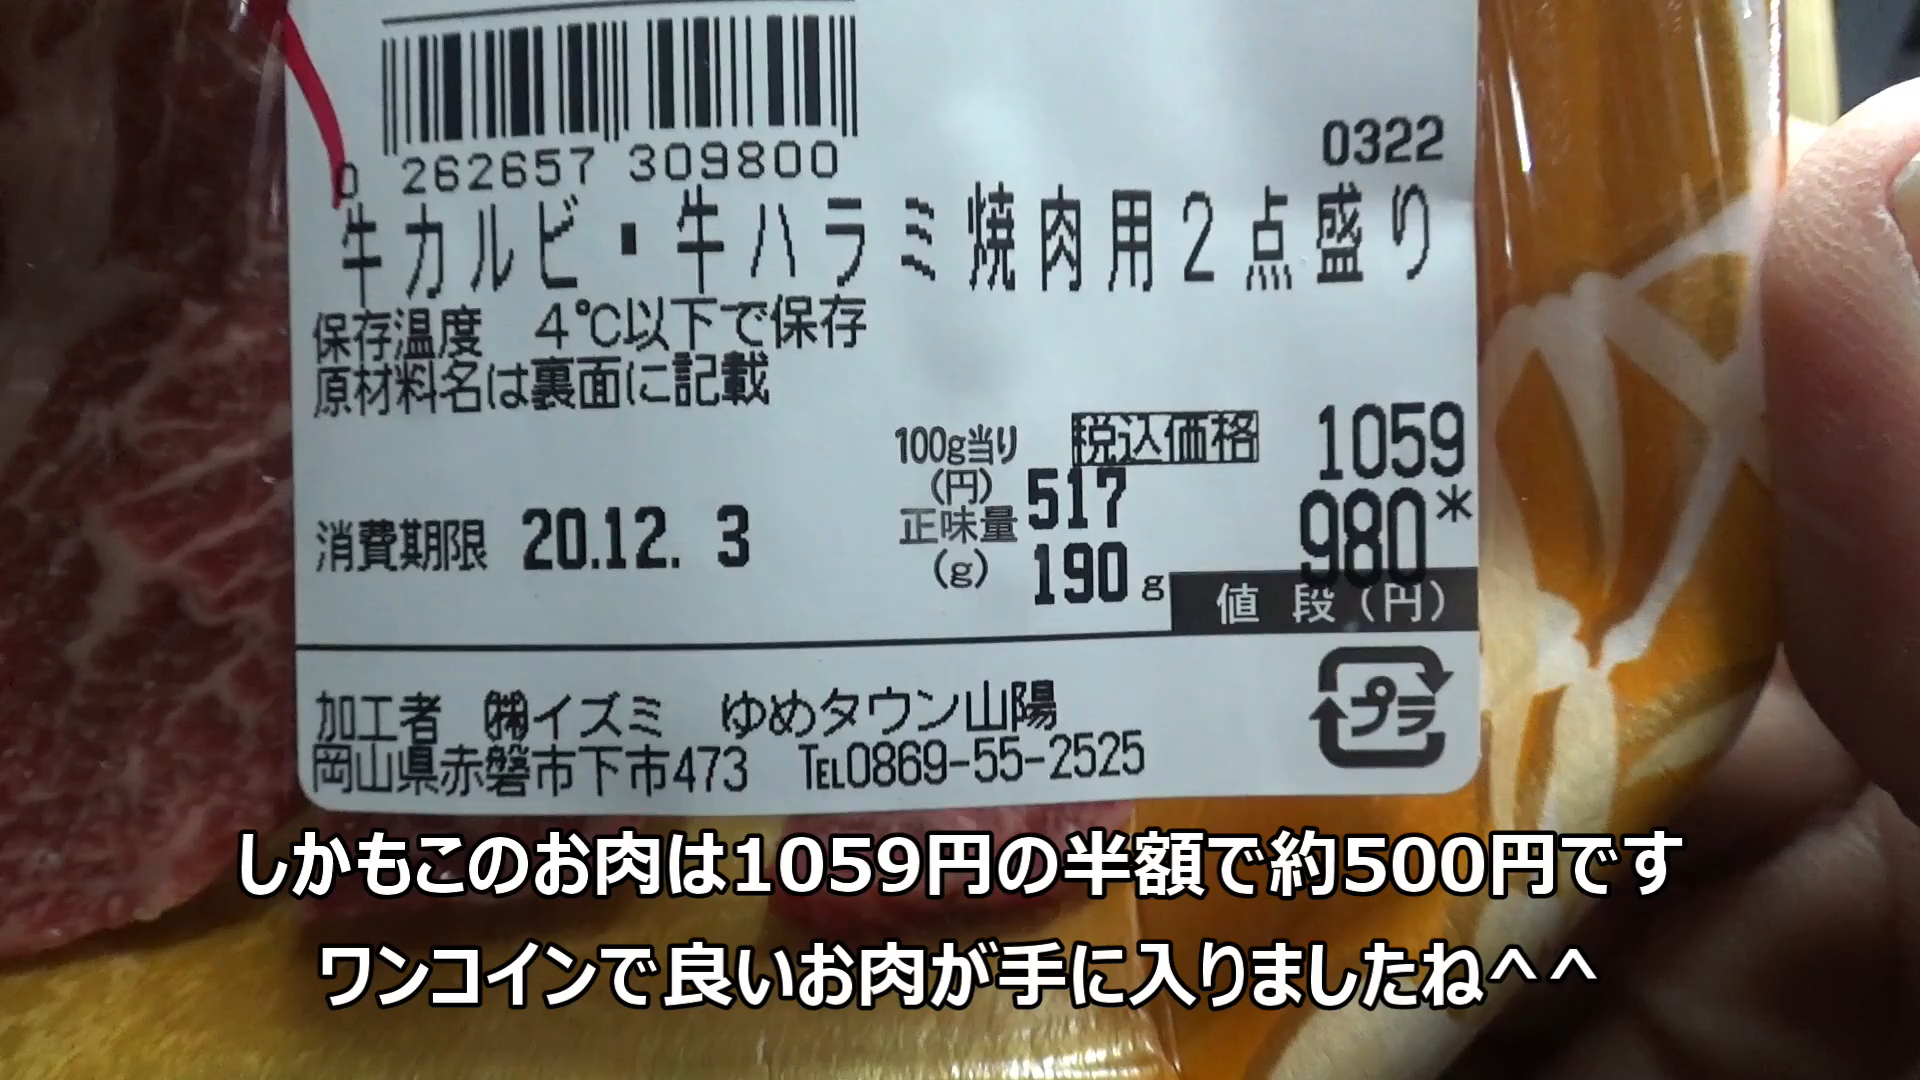 0 262657 309800
0322
牛カルビ・牛ハラミ焼肉用2点盛り
保存温度 4℃以下で保存
原材料名は裏面に記載
100g当り(円) 517
税込価格 1059
980*
消費期限 20.12. 3
正味量(g) 190g
値段(円)
加工者 ㈱イズミ ゆめタウン山陽
岡山県赤磐市下市473 TEL0869-55-2525
プラ
しかもこのお肉は1059円の半額で約500円です
ワンコインで良いお肉が手に入りましたね^^